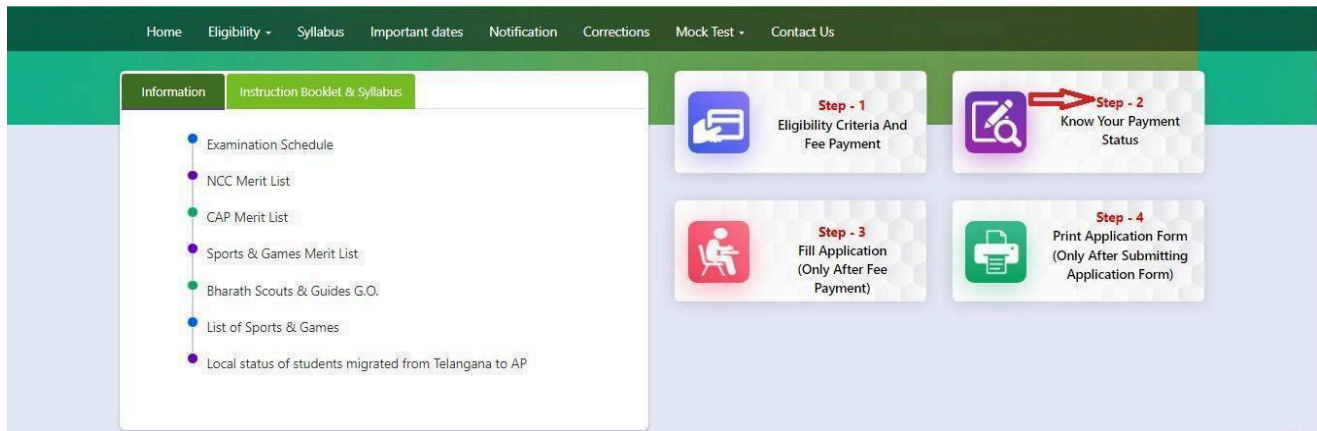 Home Eligibility Syllabus Important dates Notification Corrections Mock Test Contact Us
Information Instruction Booklet & Syllabus
Examination Schedule
NCC Merit List
CAP Merit List
Sports & Games Merit List
Bharath Scouts & Guides G.O.
List of Sports & Games
Local status of students migrated from Telangana to AP
Step - 1
Eligibility Criteria And
Fee Payment
Step - 2
Know Your Payment
Status
Step - 3
Fill Application
(Only After Fee
Payment)
Step - 4
Print Application Form
(Only After Submitting
Application Form)